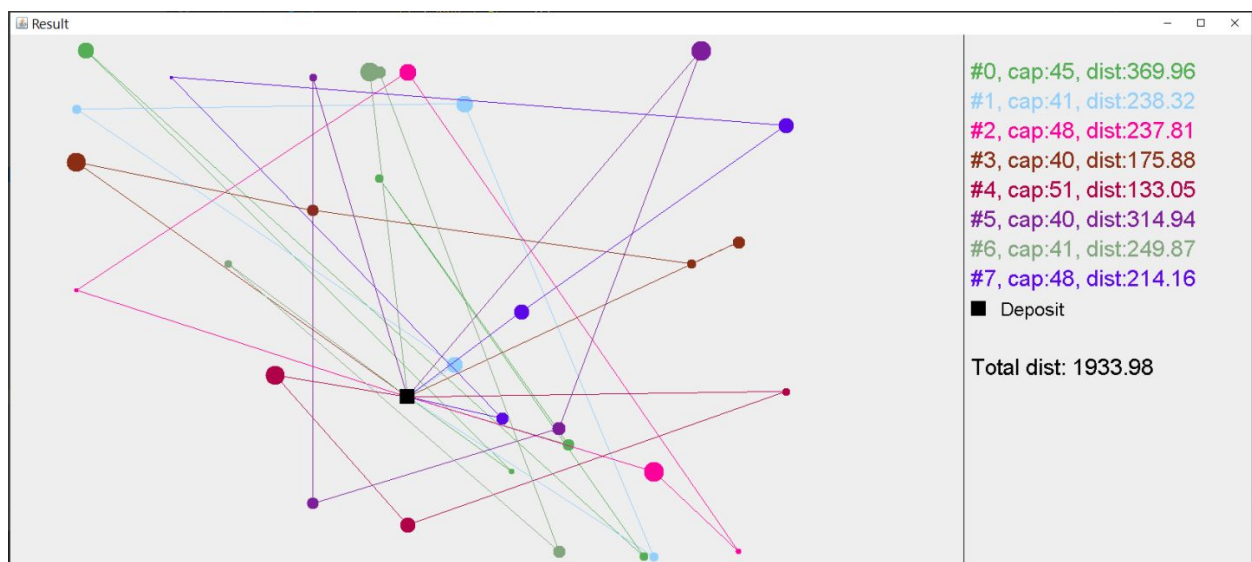 Result
#0, cap:45, dist:369.96
#1, cap:41, dist:238.32
#2, cap:48, dist:237.81
#3, cap:40, dist:175.88
#4, cap:51, dist:133.05
#5, cap:40, dist:314.94
#6, cap:41, dist:249.87
#7, cap:48, dist:214.16
Deposit
Total dist: 1933.98